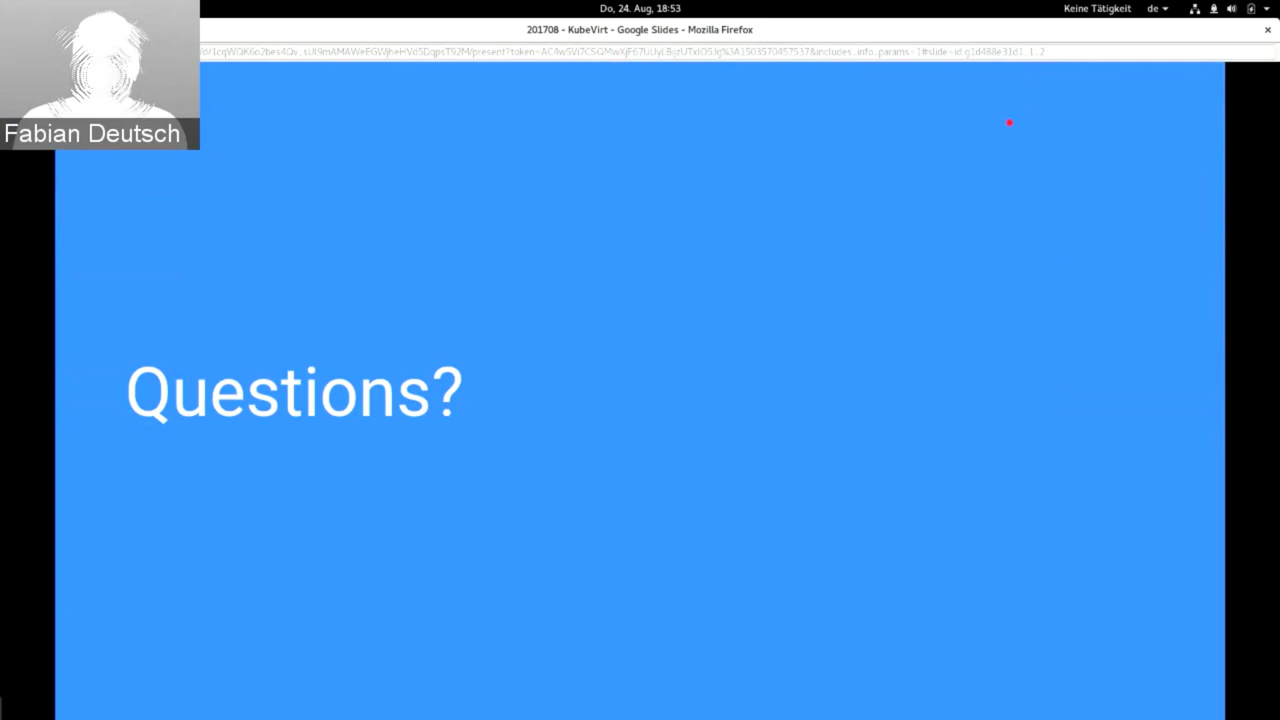 Do, 24. Aug, 18:53
Keine Tätigkeit
de
201708 - KubeVirt - Google Slides - Mozilla Firefox
Fabian Deutsch
Questions?